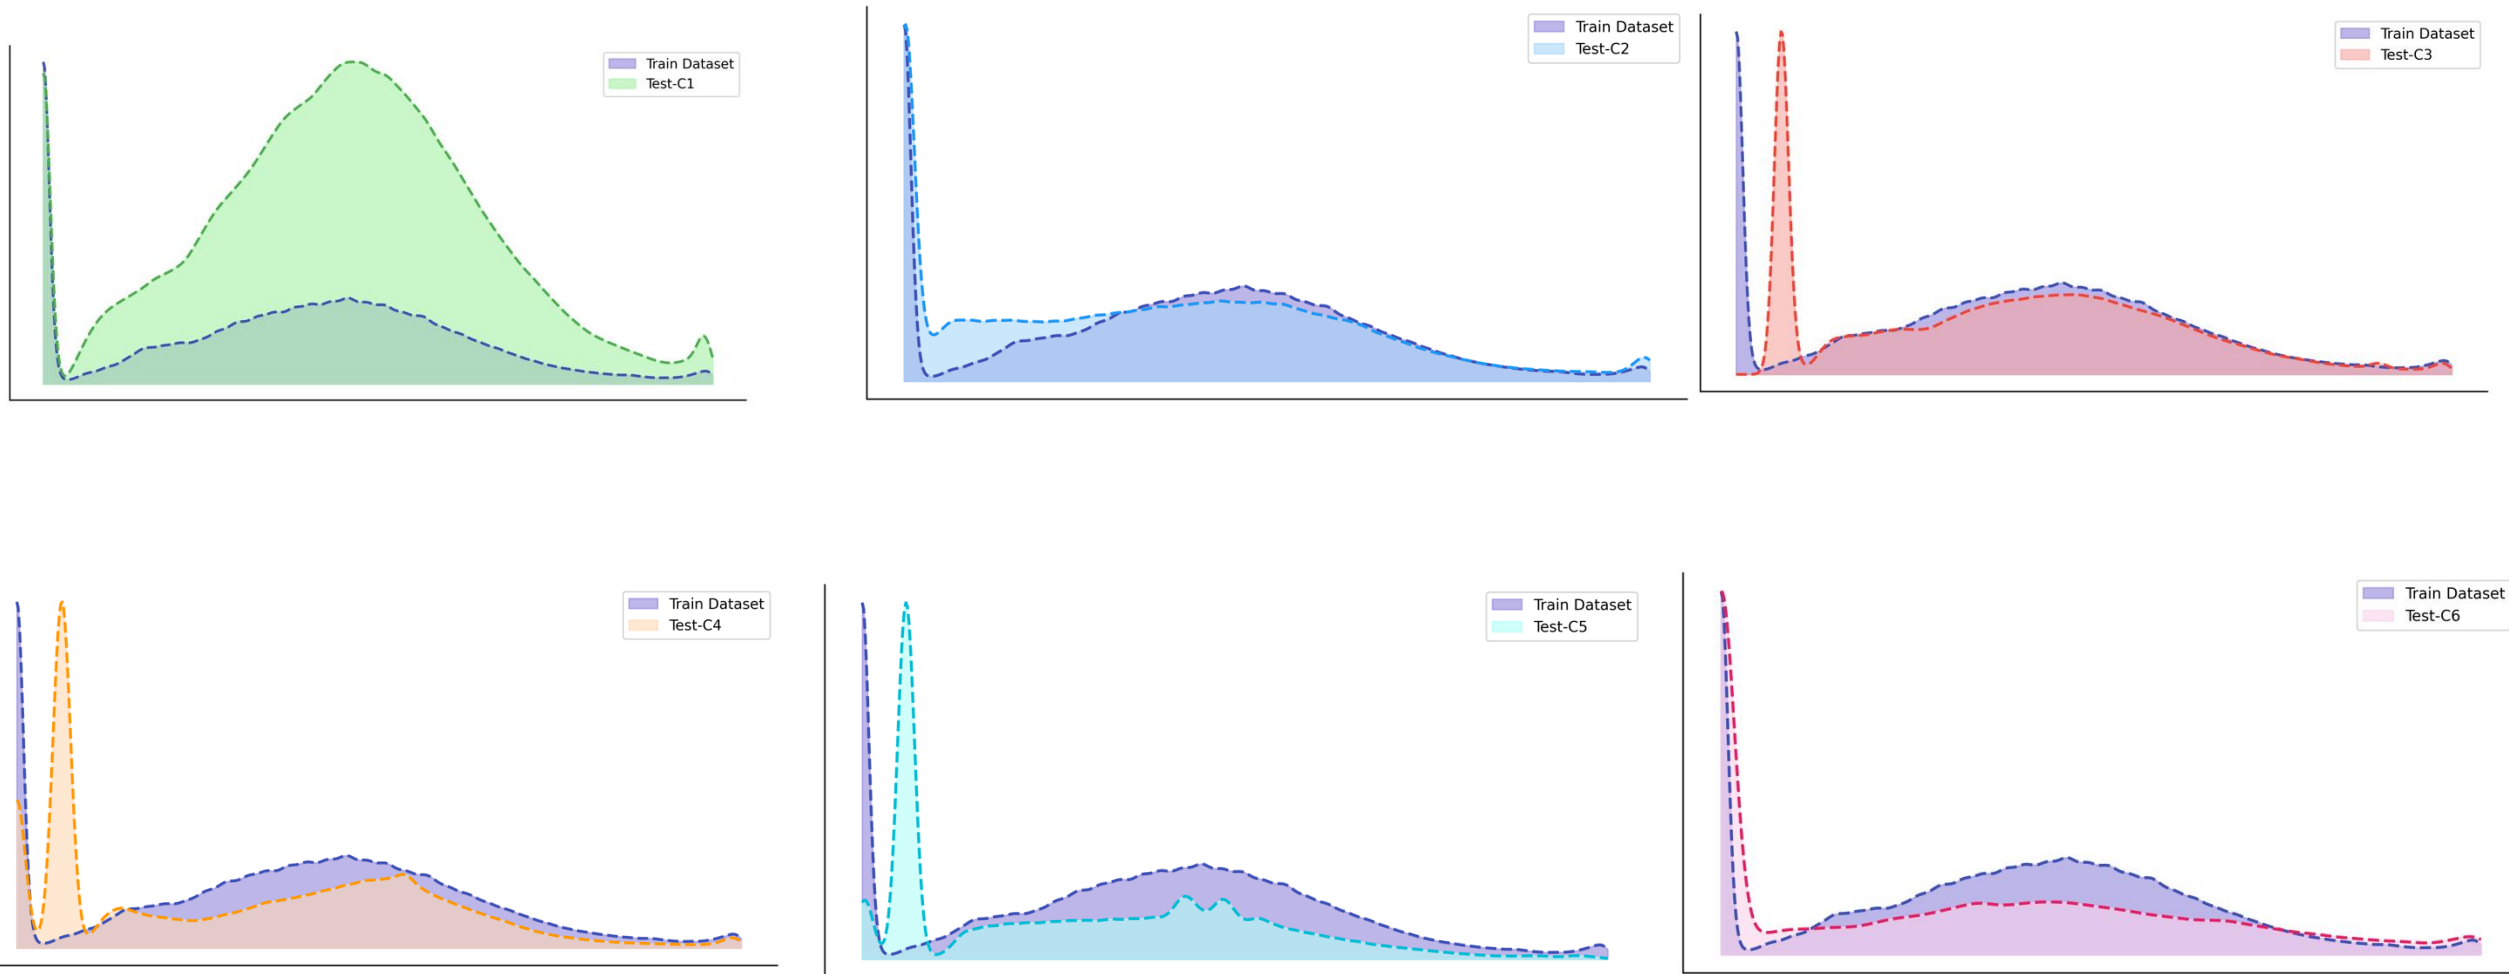 Train Dataset
Test-C1
Train Dataset
Test-C2
Train Dataset
Test-C3
Train Dataset
Test-C4
Train Dataset
Test-C5
Train Dataset
Test-C6